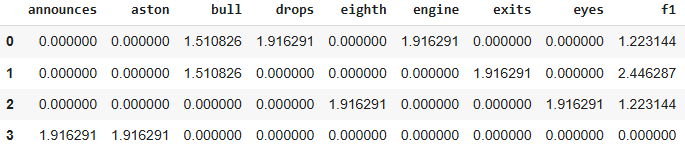 announces aston bull drops eighth engine exits eyes f1
0 0.000000 0.000000 1.510826 1.916291 0.000000 1.916291 0.000000 0.000000 1.223144
1 0.000000 0.000000 1.510826 0.000000 0.000000 0.000000 1.916291 0.000000 2.446287
2 0.000000 0.000000 0.000000 0.000000 1.916291 0.000000 0.000000 1.916291 1.223144
3 1.916291 1.916291 0.000000 0.000000 0.000000 0.000000 0.000000 0.000000 0.000000